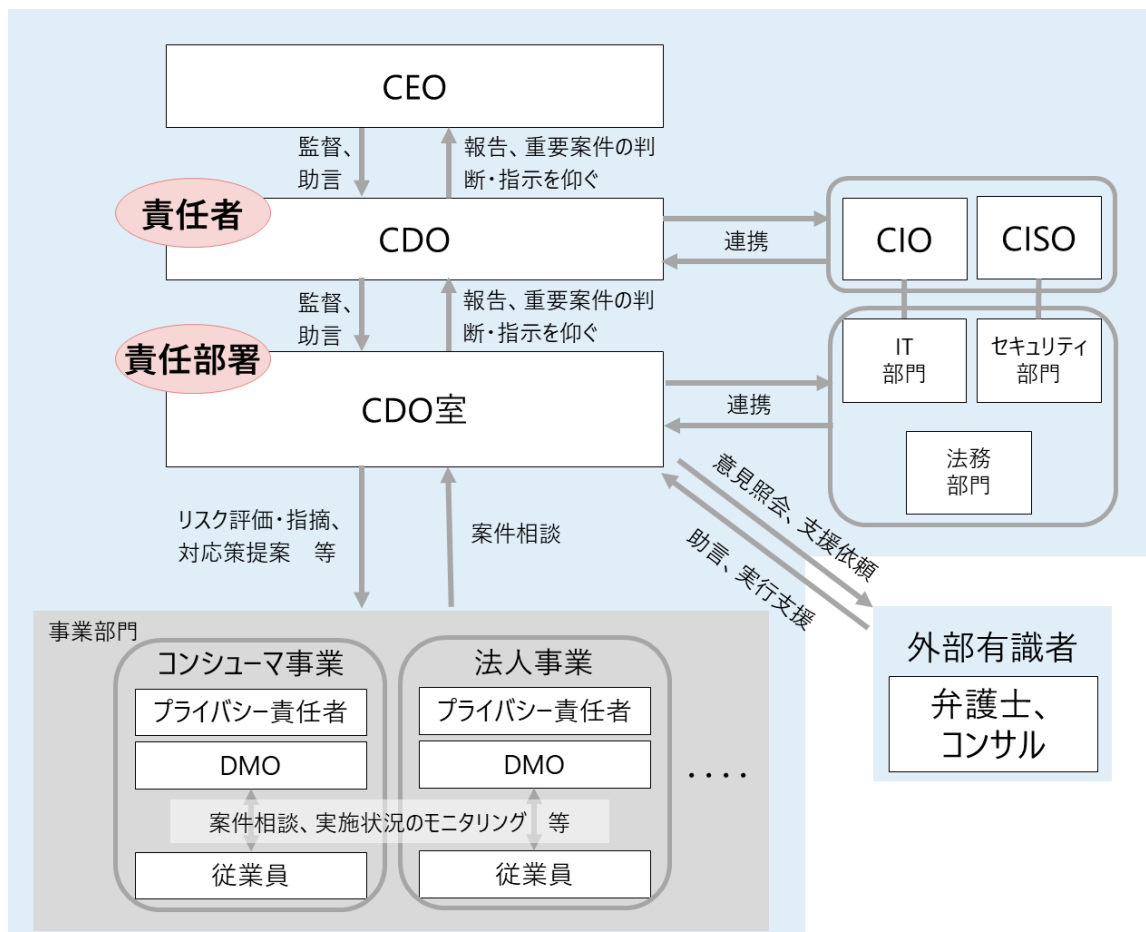 CEO
監督、
助言
報告、重要案件の判
断・指示を仰ぐ
責任者
CDO
連携
CIO
CISO
監督、
助言
報告、重要案件の判
断・指示を仰ぐ
責任部署
CDO室
連携
IT
部門
セキュリティ
部門
法務
部門
リスク評価・指摘、
対応策提案　等
案件相談
意見照会、支援依頼
助言、実行支援
事業部門
コンシューマ事業
プライバシー責任者
DMO
法人事業
プライバシー責任者
DMO
・・・・
案件相談、実施状況のモニタリング　等
従業員
従業員
外部有識者
弁護士、
コンサル